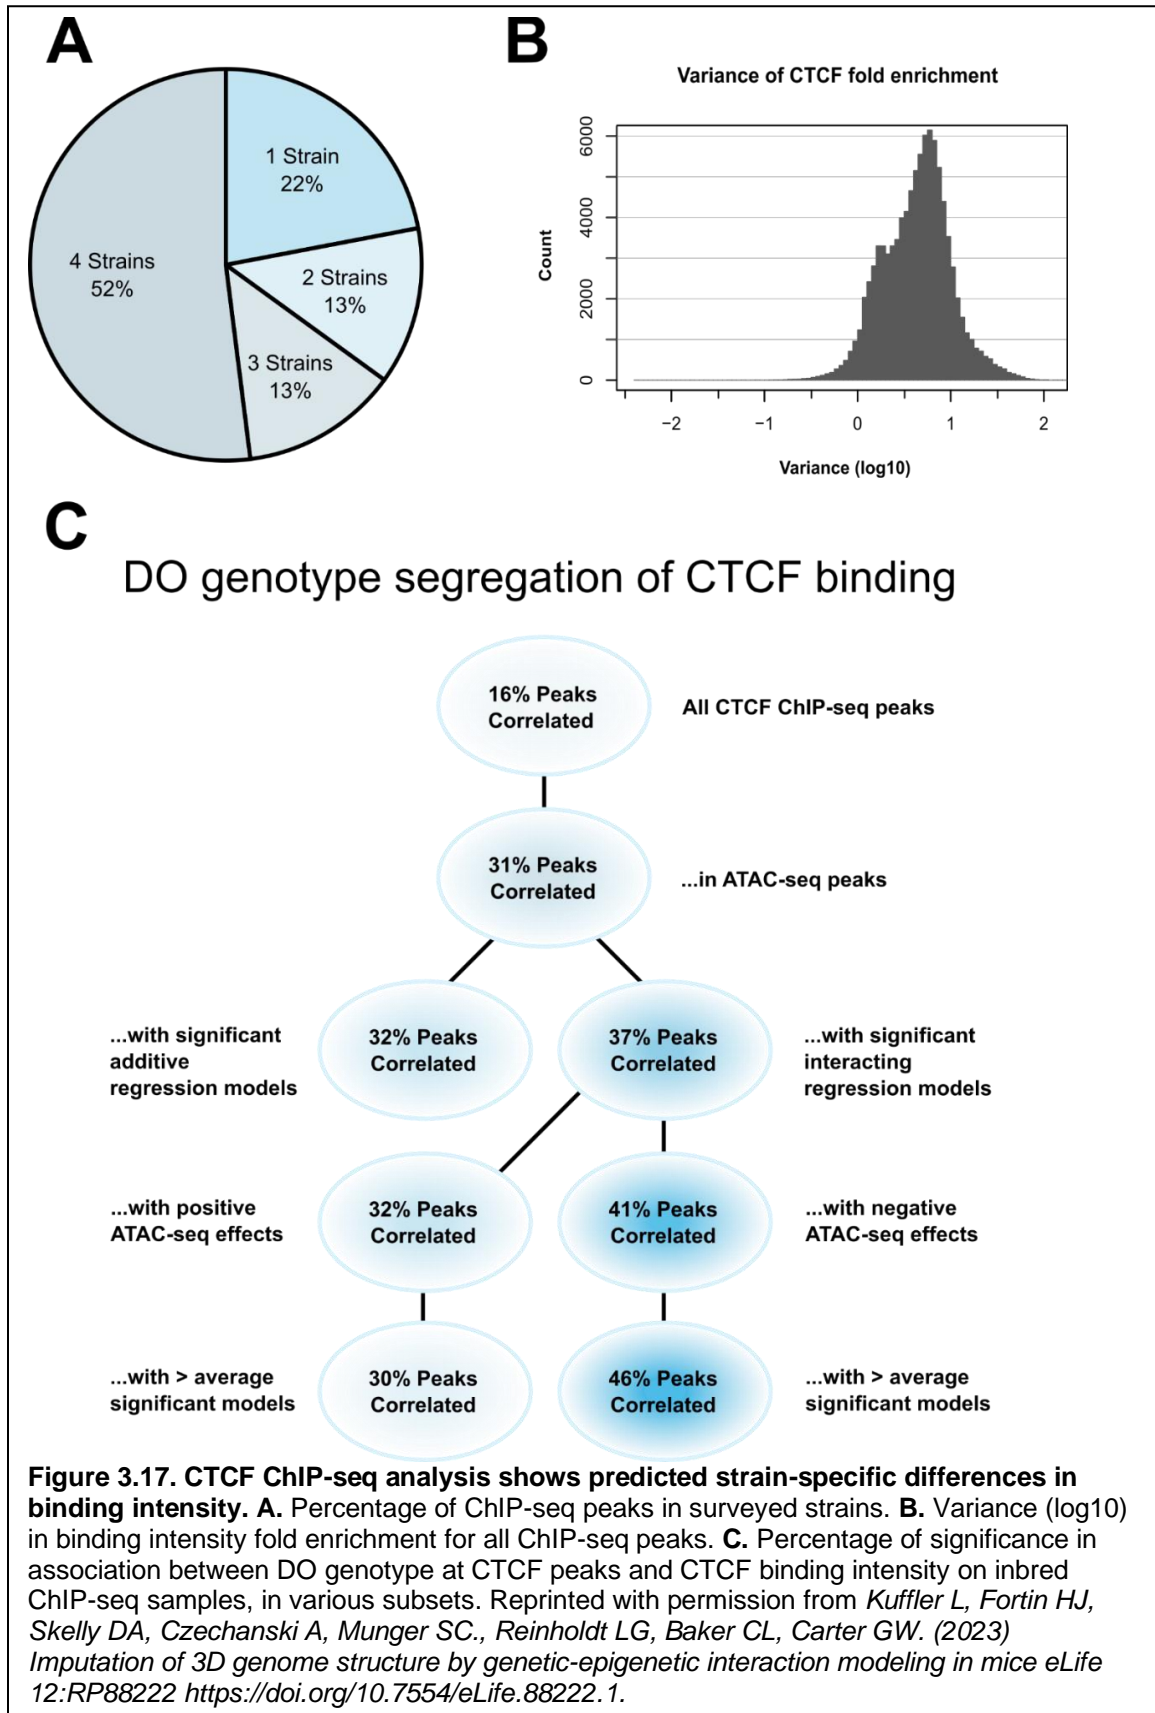 A
1 Strain
22%
2 Strains
13%
3 Strains
13%
4 Strains
52%
B
Variance of CTCF fold enrichment
Count
6000
4000
2000
0
−2
−1
0
1
2
Variance (log10)
C
DO genotype segregation of CTCF binding
16% Peaks
Correlated
All CTCF ChIP-seq peaks
31% Peaks
Correlated
...in ATAC-seq peaks
...with significant
additive
regression models
32% Peaks
Correlated
37% Peaks
Correlated
...with significant
interacting
regression models
...with positive
ATAC-seq effects
32% Peaks
Correlated
41% Peaks
Correlated
...with negative
ATAC-seq effects
...with > average
significant models
30% Peaks
Correlated
46% Peaks
Correlated
...with > average
significant models
Figure 3.17. CTCF ChIP-seq analysis shows predicted strain-specific differences in
binding intensity. A. Percentage of ChIP-seq peaks in surveyed strains. B. Variance (log10)
in binding intensity fold enrichment for all ChIP-seq peaks. C. Percentage of significance in
association between DO genotype at CTCF peaks and CTCF binding intensity on inbred
ChIP-seq samples, in various subsets. Reprinted with permission from Kuffler L, Fortin HJ,
Skelly DA, Czechanski A, Munger SC., Reinholdt LG, Baker CL, Carter GW. (2023)
Imputation of 3D genome structure by genetic-epigenetic interaction modeling in mice eLife
12:RP88222 https://doi.org/10.7554/eLife.88222.1.